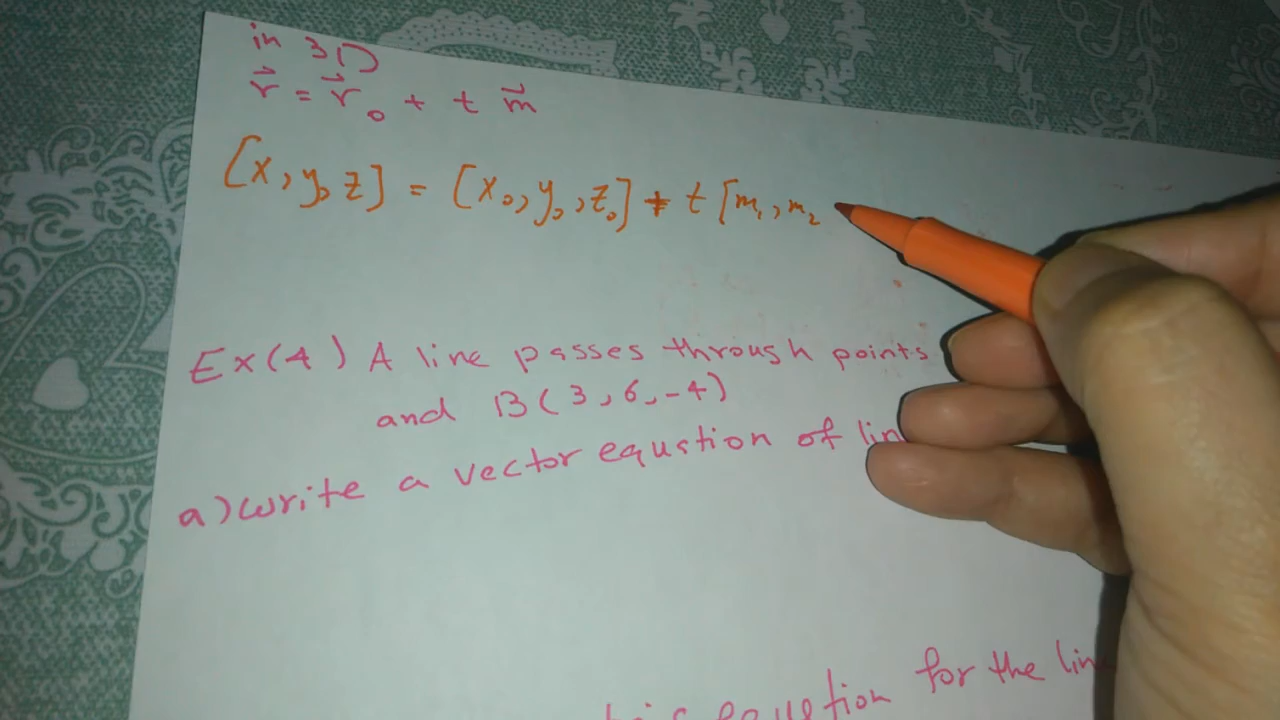 in 3D
r⃗ = r⃗₀ + t m⃗
[x, y, z] = [x₀, y₀, z₀] + t [m₁, m₂
Ex(4) A line passes through points
and B(3, 6, -4)
a) write a vector equation of lin
equation for the lin